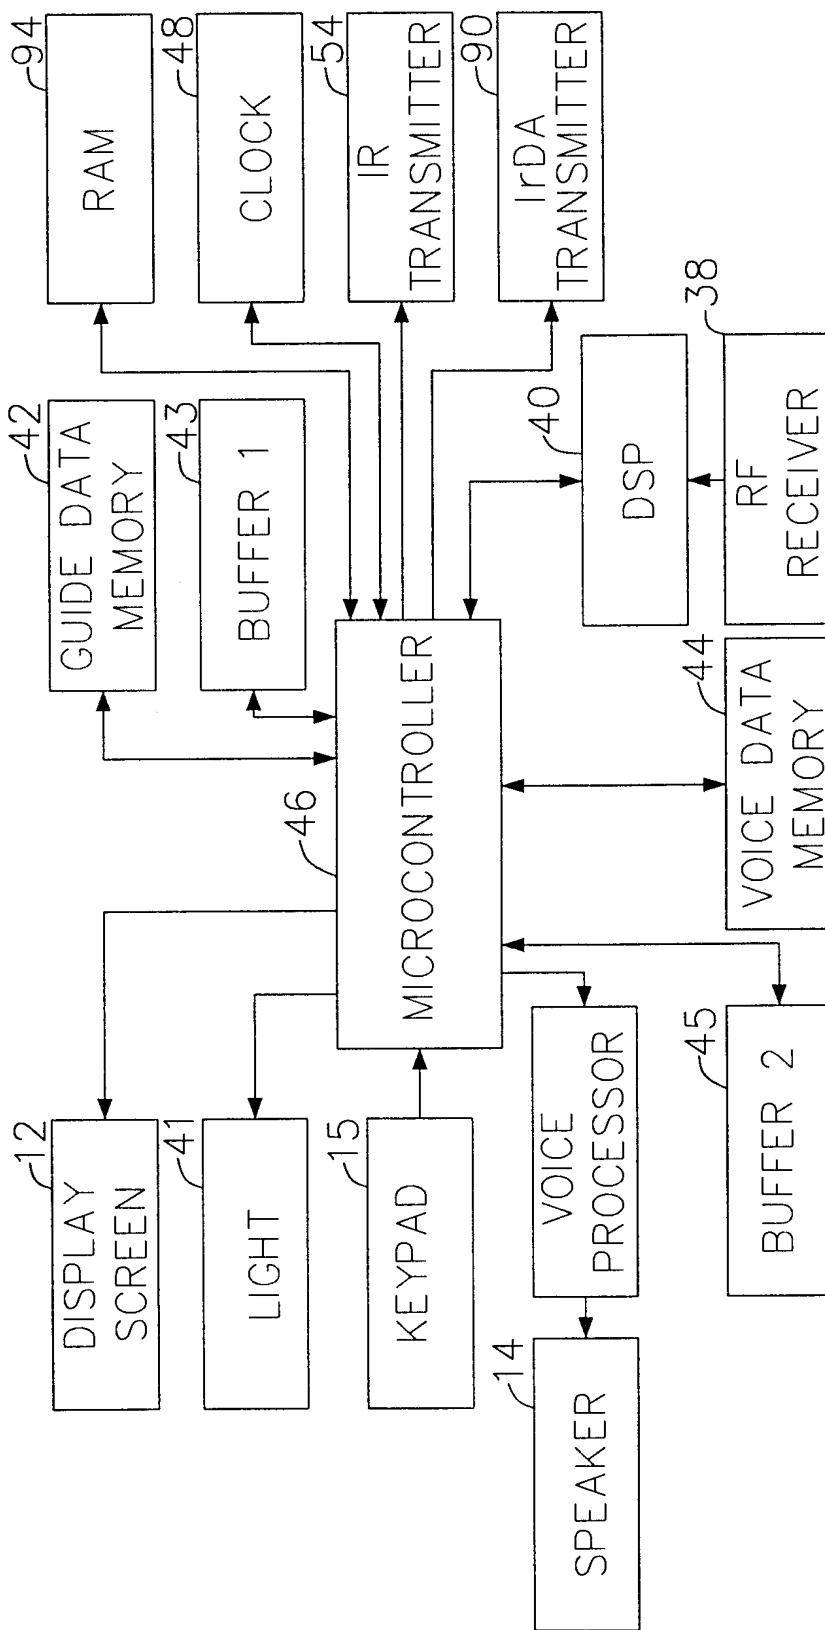 12
DISPLAY
SCREEN
41
LIGHT
15
KEYPAD
VOICE
PROCESSOR
14
SPEAKER
45
BUFFER 2
46
MICROCONTROLLER
42
GUIDE DATA
MEMORY
43
BUFFER 1
44
VOICE DATA
MEMORY
94
RAM
48
CLOCK
54
IR
TRANSMITTER
90
IrDA
TRANSMITTER
40
DSP
38
RF
RECEIVER